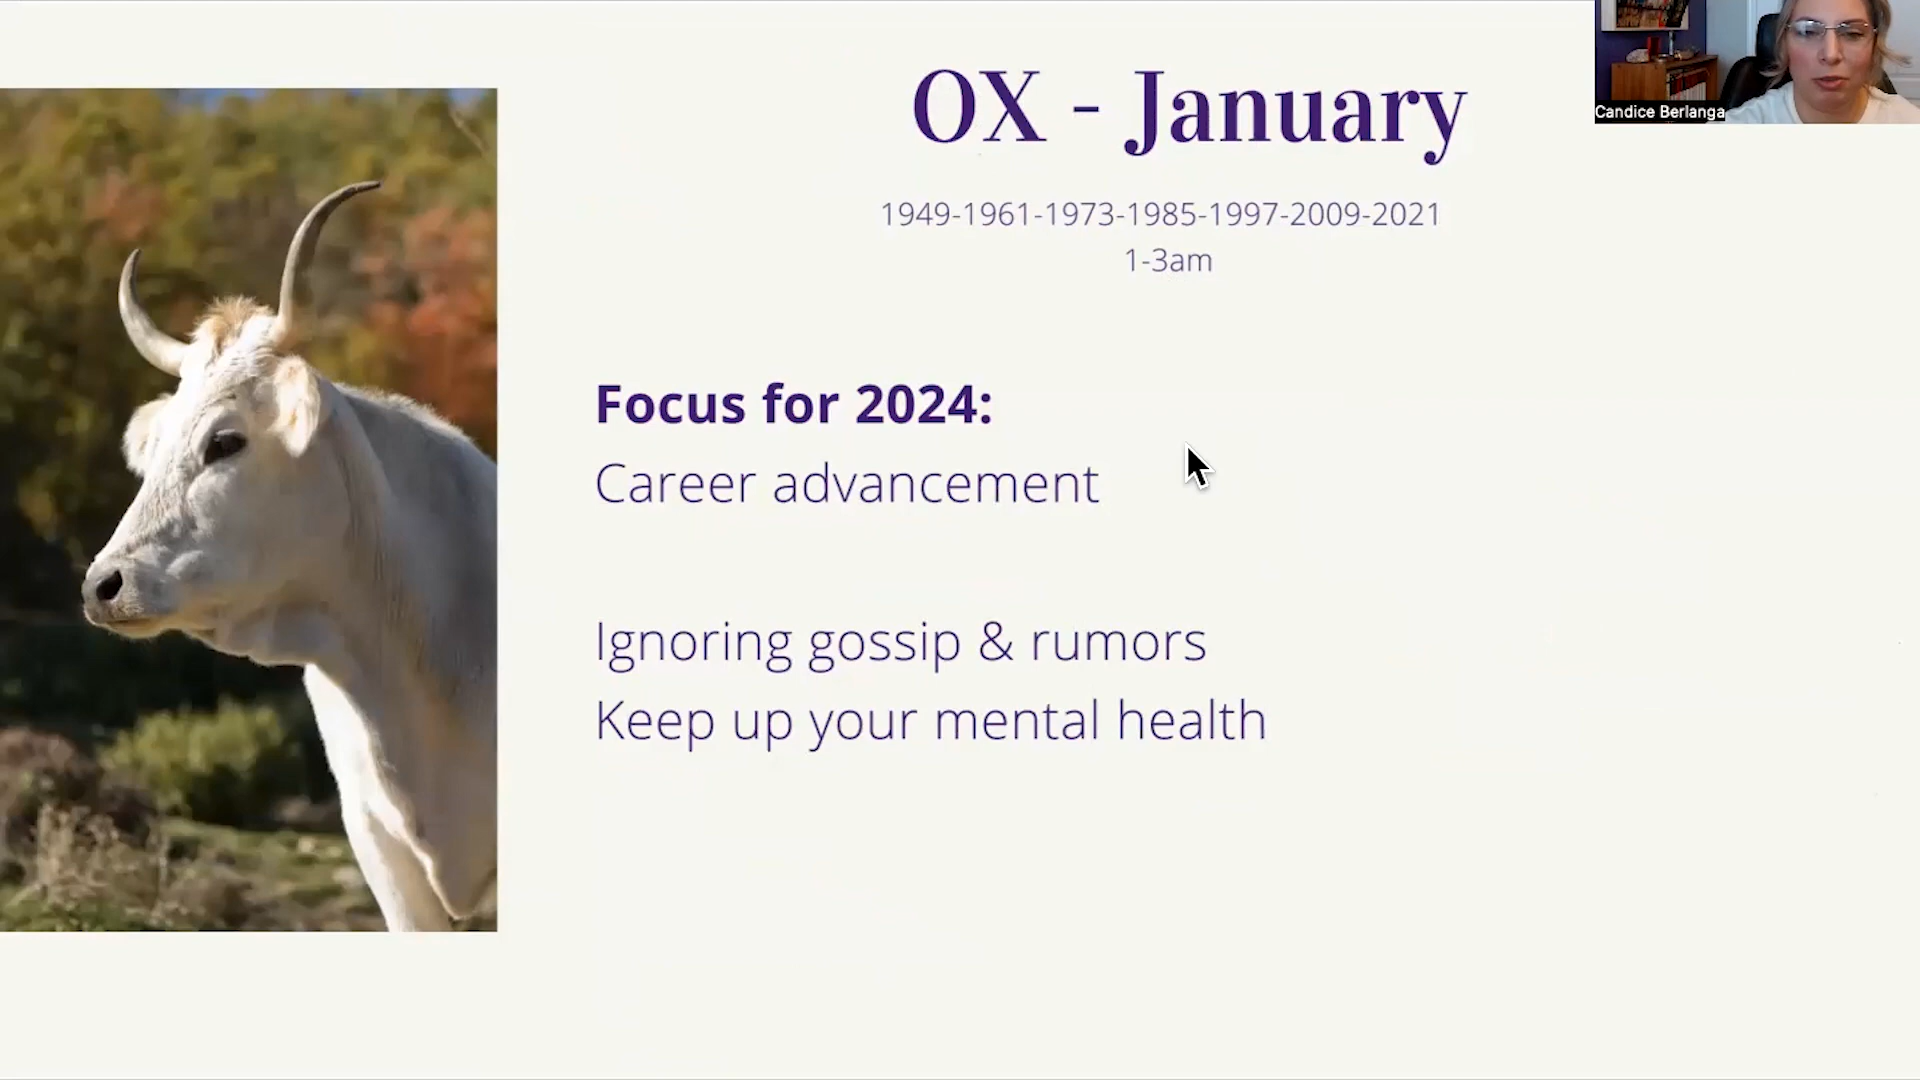 OX - January
Candice Berlanga
1949-1961-1973-1985-1997-2009-2021
1-3am
Focus for 2024:
Career advancement
Ignoring gossip & rumors
Keep up your mental health